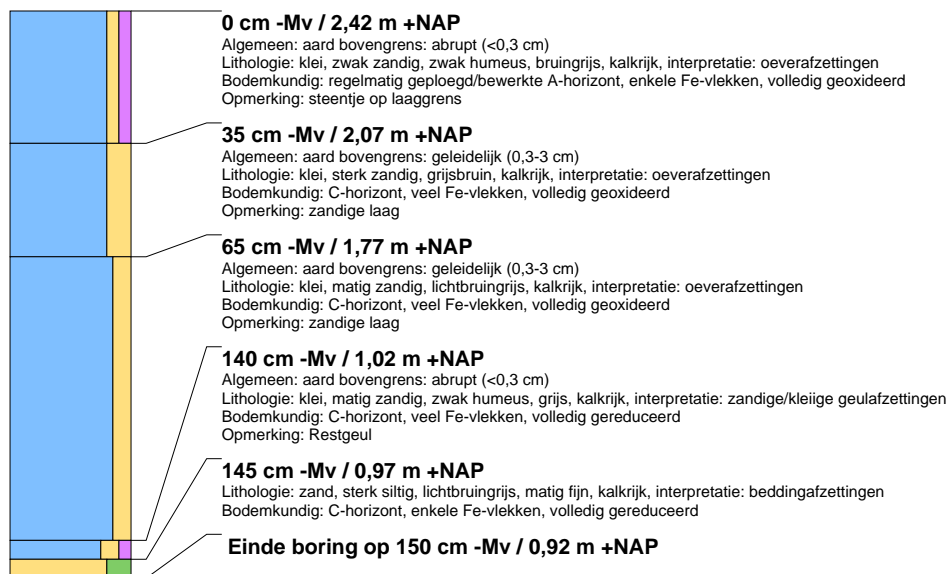 0 cm -Mv / 2,42 m +NAP
Algemeen: aard bovengrens: abrupt (<0,3 cm)
Lithologie: klei, zwak zandig, zwak humeus, bruingrijs, kalkrijk, interpretatie: oeverafzettingen
Bodemkundig: regelmatig geploegd/bewerkte A-horizont, enkele Fe-vlekken, volledig geoxideerd
Opmerking: steentje op laaggrens
35 cm -Mv / 2,07 m +NAP
Algemeen: aard bovengrens: geleidelijk (0,3-3 cm)
Lithologie: klei, sterk zandig, grijsbruin, kalkrijk, interpretatie: oeverafzettingen
Bodemkundig: C-horizont, veel Fe-vlekken, volledig geoxideerd
Opmerking: zandige laag
65 cm -Mv / 1,77 m +NAP
Algemeen: aard bovengrens: geleidelijk (0,3-3 cm)
Lithologie: klei, matig zandig, lichtbruingrijs, kalkrijk, interpretatie: oeverafzettingen
Bodemkundig: C-horizont, veel Fe-vlekken, volledig geoxideerd
Opmerking: zandige laag
140 cm -Mv / 1,02 m +NAP
Algemeen: aard bovengrens: abrupt (<0,3 cm)
Lithologie: klei, matig zandig, zwak humeus, grijs, kalkrijk, interpretatie: zandige/kleiige geulafzettingen
Bodemkundig: C-horizont, veel Fe-vlekken, volledig gereduceerd
Opmerking: Restgeul
145 cm -Mv / 0,97 m +NAP
Lithologie: zand, sterk siltig, lichtbruingrijs, matig fijn, kalkrijk, interpretatie: beddingafzettingen
Bodemkundig: C-horizont, enkele Fe-vlekken, volledig gereduceerd
Einde boring op 150 cm -Mv / 0,92 m +NAP